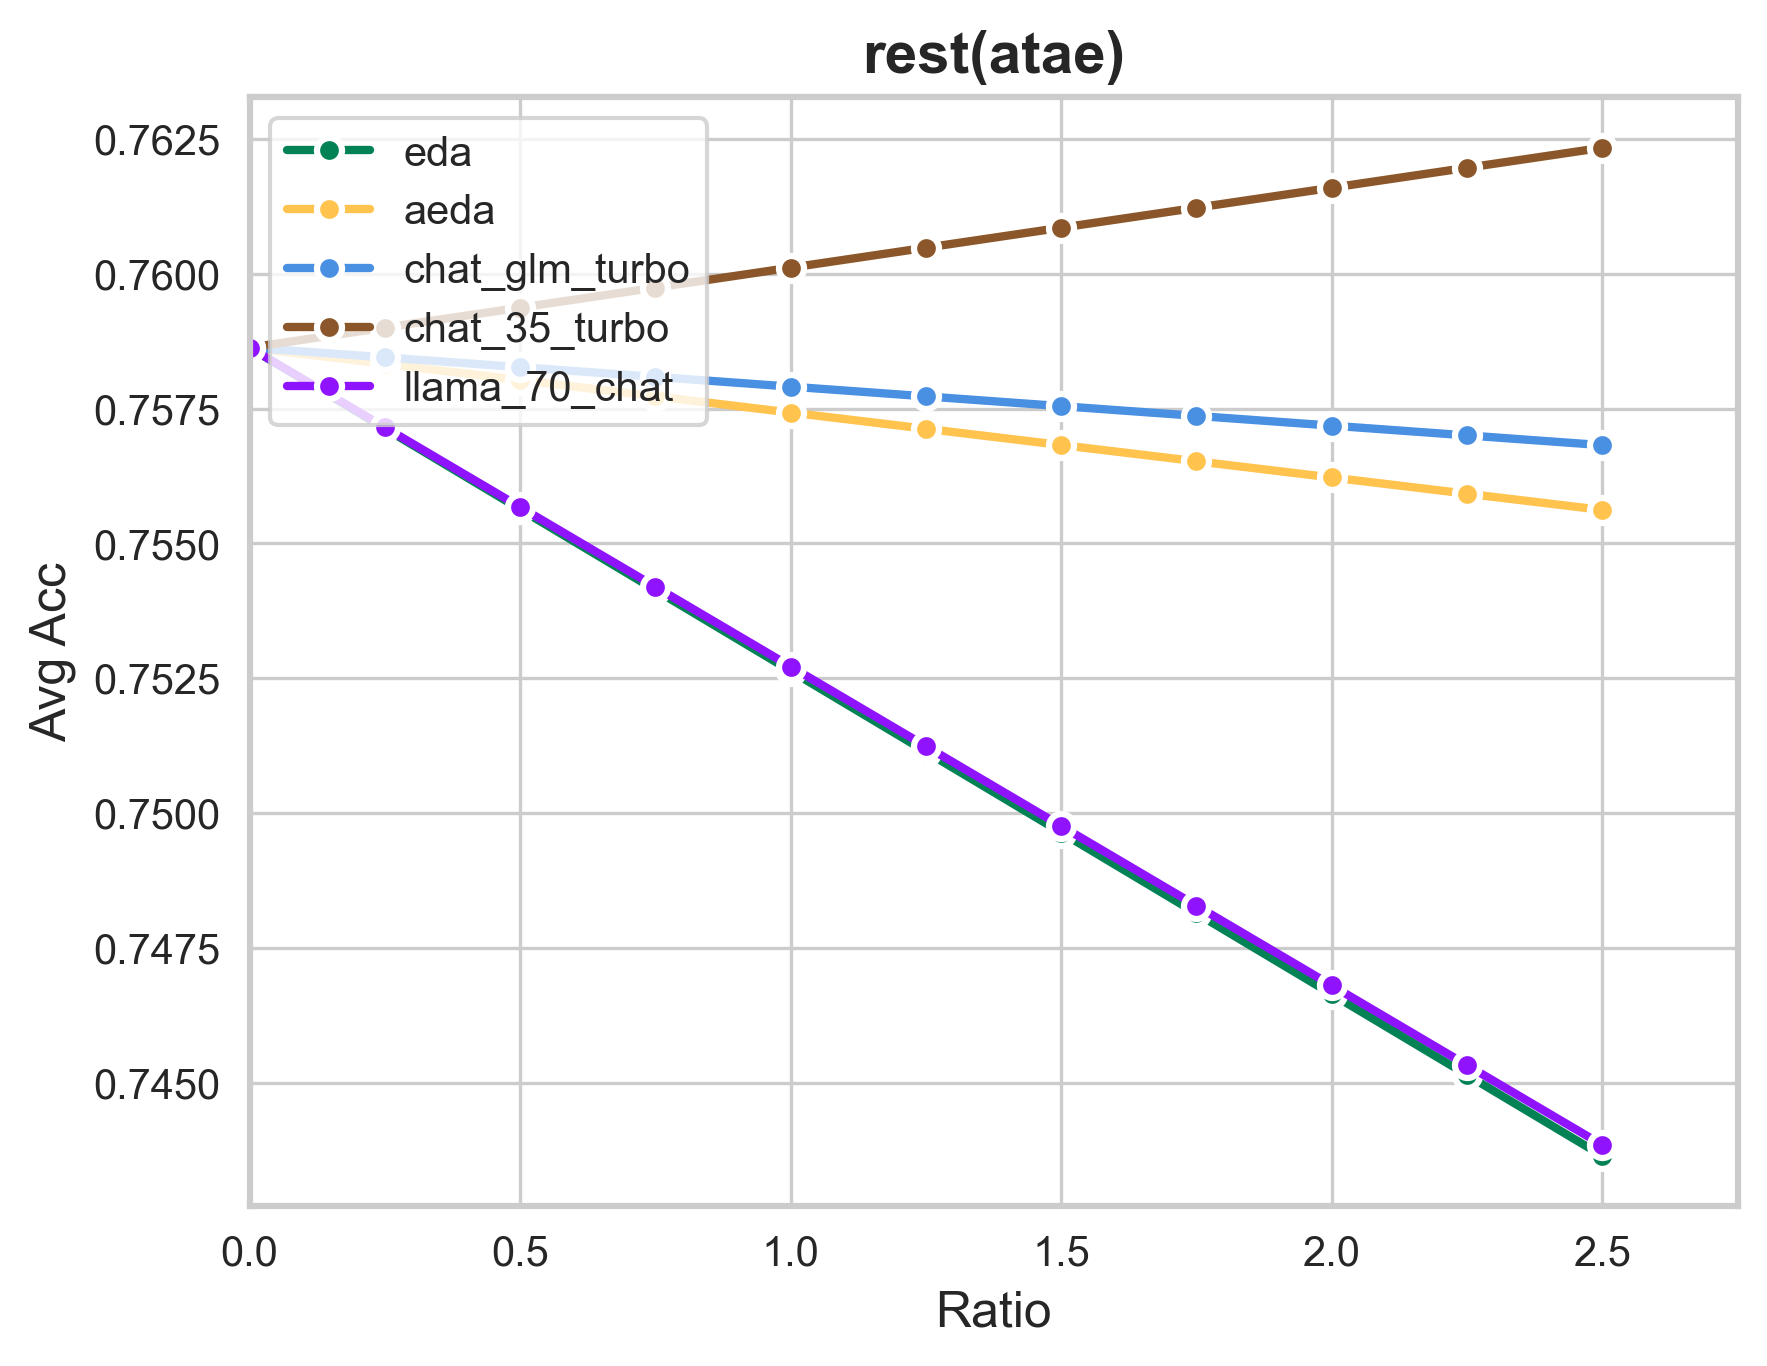 rest(atae)
0.7625
0.7600
0.7575
0.7550
0.7525
0.7500
0.7475
0.7450
Avg Acc
eda
aeda
chat_glm_turbo
chat_35_turbo
llama_70_chat
0.0 0.5 1.0 1.5 2.0 2.5
Ratio